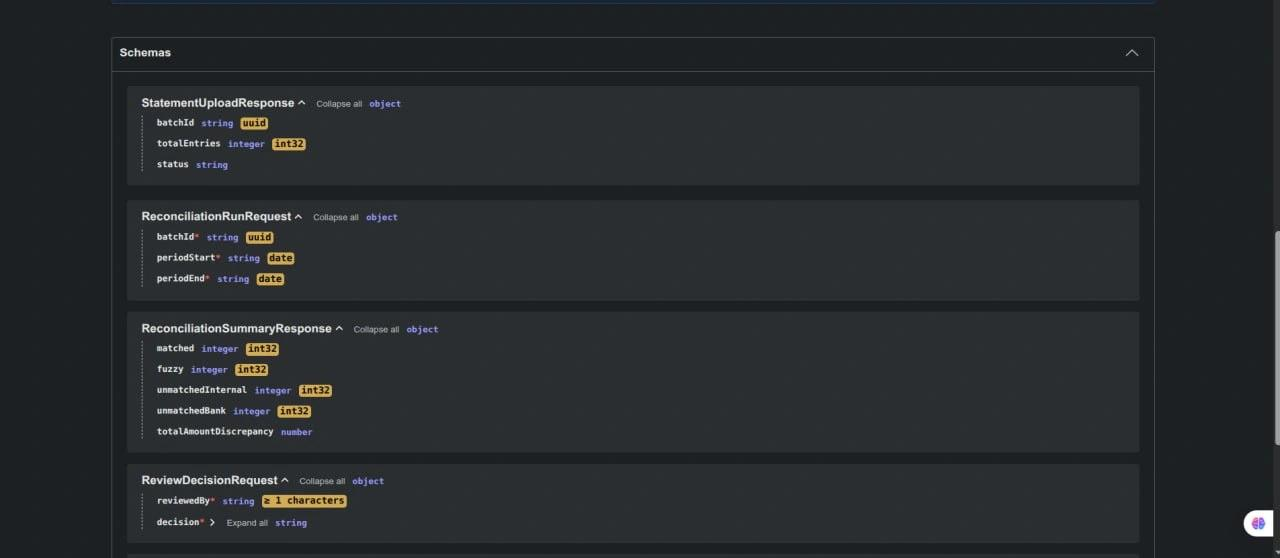 Schemas
StatementUploadResponse Collapse all object
batchId string uuid
totalEntries integer int32
status string
ReconciliationRunRequest Collapse all object
batchId* string uuid
periodStart* string date
periodEnd* string date
ReconciliationSummaryResponse Collapse all object
matched integer int32
fuzzy integer int32
unmatchedInternal integer int32
unmatchedBank integer int32
totalAmountDiscrepancy number
ReviewDecisionRequest Collapse all object
reviewedBy* string ≥ 1 characters
decision* Expand all string